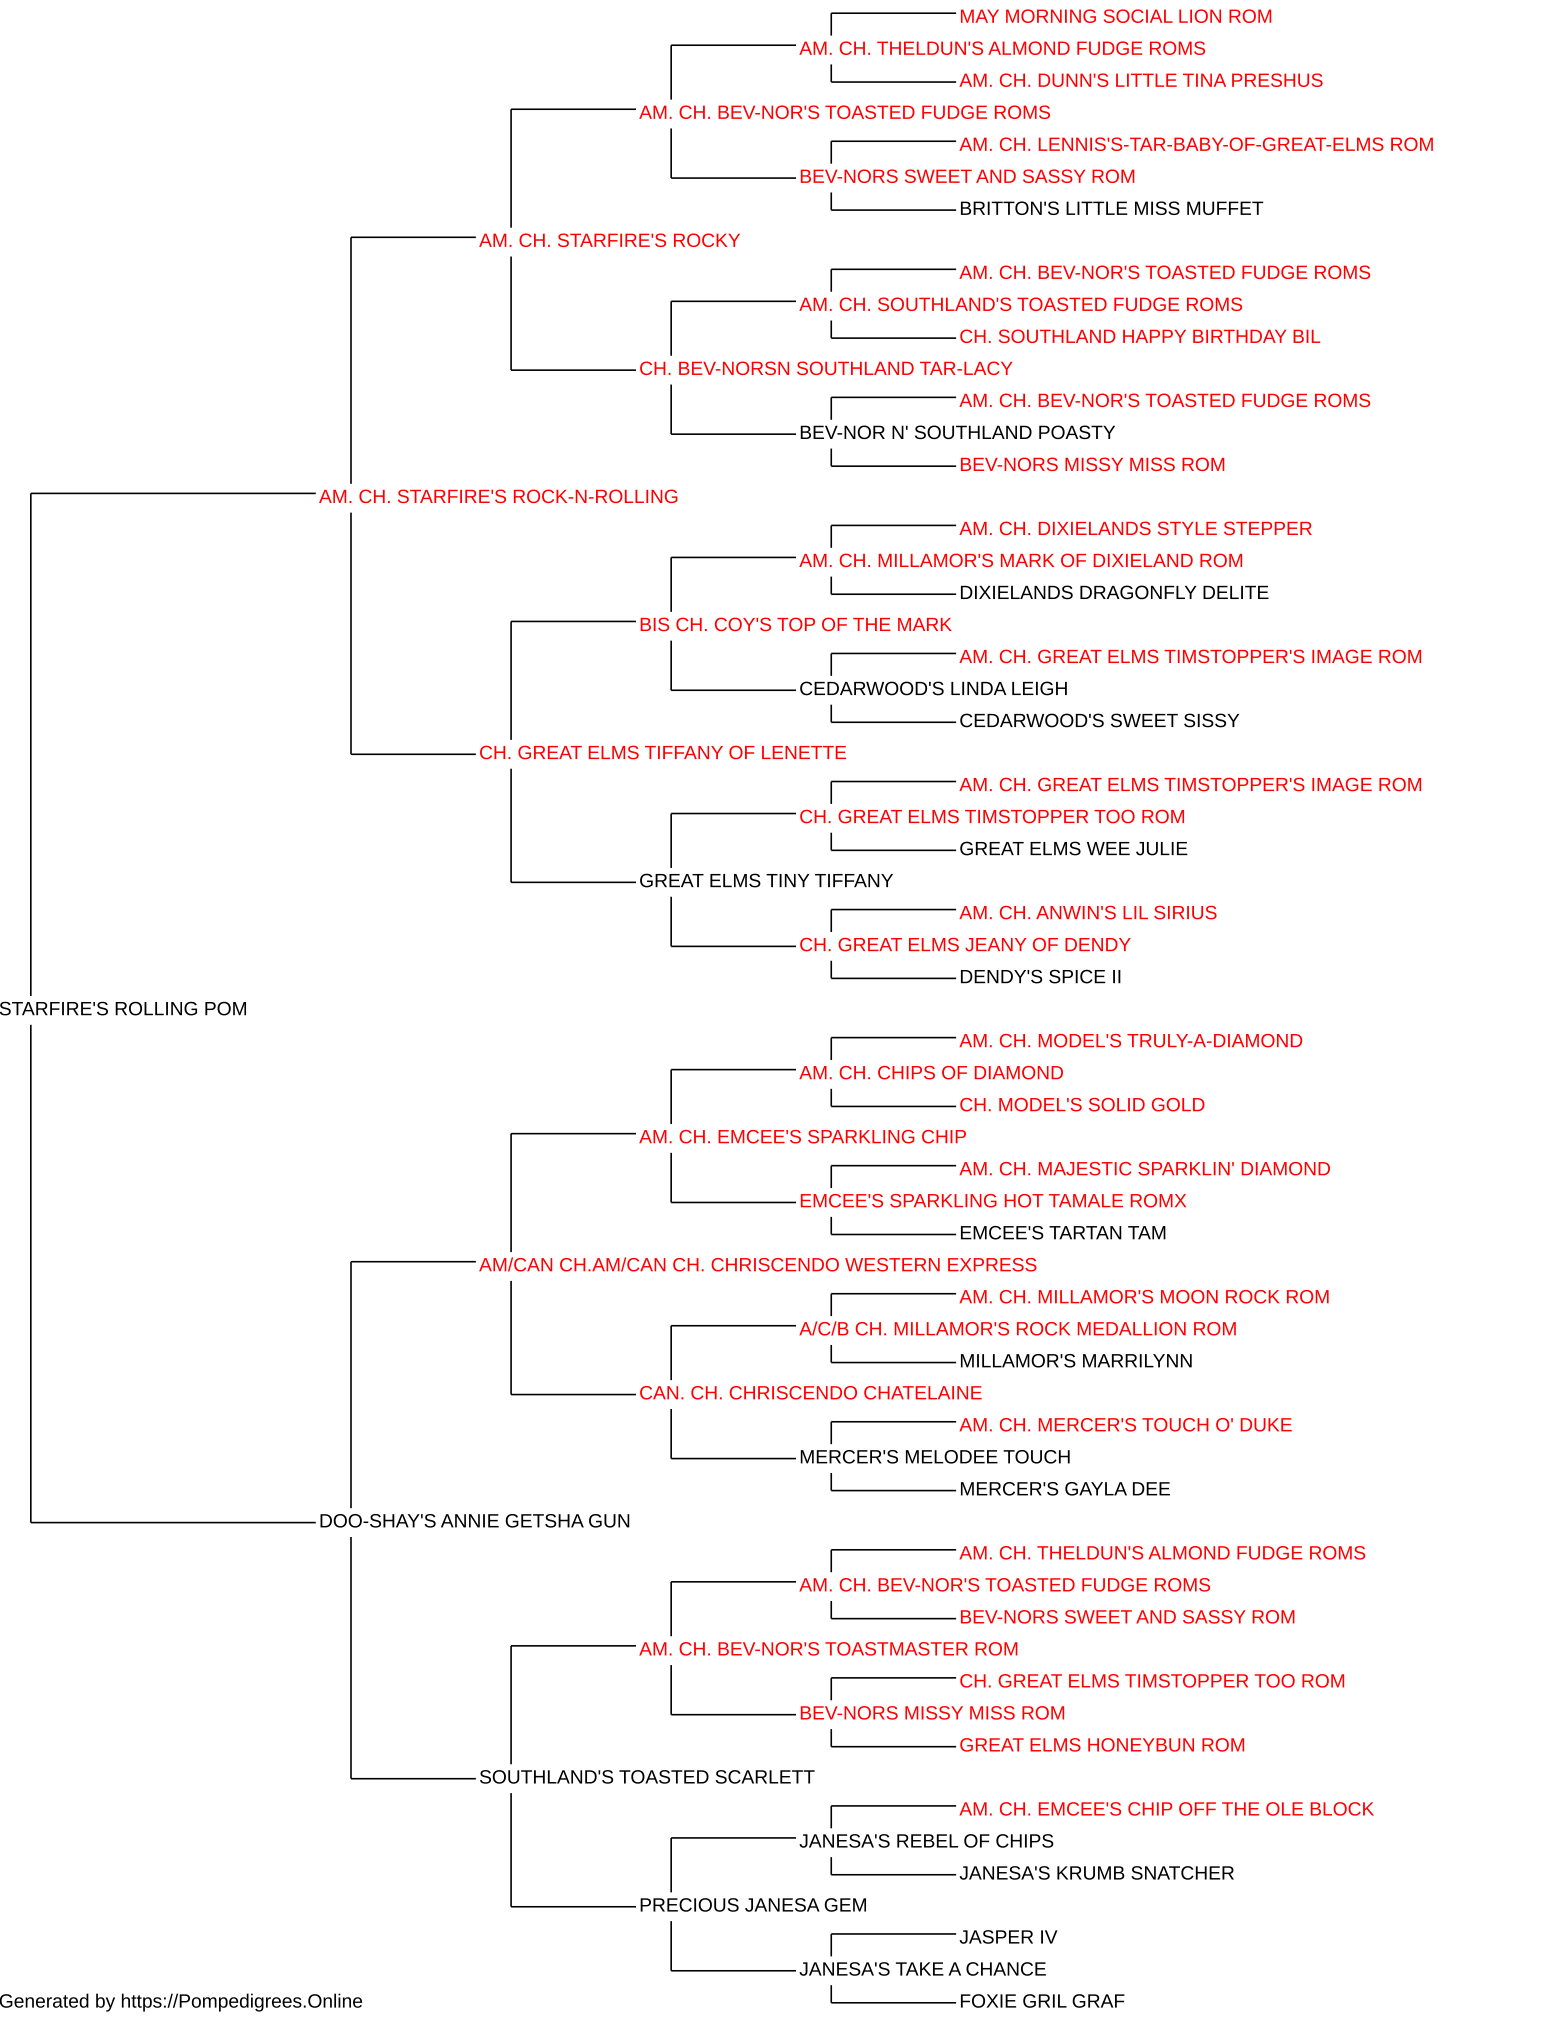 MAY MORNING SOCIAL LION ROM
AM. CH. THELDUN'S ALMOND FUDGE ROMS
AM. CH. DUNN'S LITTLE TINA PRESHUS
AM. CH. BEV-NOR'S TOASTED FUDGE ROMS
AM. CH. LENNIS'S-TAR-BABY-OF-GREAT-ELMS ROM
BEV-NORS SWEET AND SASSY ROM
BRITTON'S LITTLE MISS MUFFET
AM. CH. STARFIRE'S ROCKY
AM. CH. BEV-NOR'S TOASTED FUDGE ROMS
AM. CH. SOUTHLAND'S TOASTED FUDGE ROMS
CH. SOUTHLAND HAPPY BIRTHDAY BIL
CH. BEV-NORSN SOUTHLAND TAR-LACY
AM. CH. BEV-NOR'S TOASTED FUDGE ROMS
BEV-NOR N' SOUTHLAND POASTY
BEV-NORS MISSY MISS ROM
AM. CH. STARFIRE'S ROCK-N-ROLLING
AM. CH. DIXIELANDS STYLE STEPPER
AM. CH. MILLAMOR'S MARK OF DIXIELAND ROM
DIXIELANDS DRAGONFLY DELITE
BIS CH. COY'S TOP OF THE MARK
AM. CH. GREAT ELMS TIMSTOPPER'S IMAGE ROM
CEDARWOOD'S LINDA LEIGH
CEDARWOOD'S SWEET SISSY
CH. GREAT ELMS TIFFANY OF LENETTE
AM. CH. GREAT ELMS TIMSTOPPER'S IMAGE ROM
CH. GREAT ELMS TIMSTOPPER TOO ROM
GREAT ELMS WEE JULIE
GREAT ELMS TINY TIFFANY
AM. CH. ANWIN'S LIL SIRIUS
CH. GREAT ELMS JEANY OF DENDY
DENDY'S SPICE II
STARFIRE'S ROLLING POM
AM. CH. MODEL'S TRULY-A-DIAMOND
AM. CH. CHIPS OF DIAMOND
CH. MODEL'S SOLID GOLD
AM. CH. EMCEE'S SPARKLING CHIP
AM. CH. MAJESTIC SPARKLIN' DIAMOND
EMCEE'S SPARKLING HOT TAMALE ROMX
EMCEE'S TARTAN TAM
AM/CAN CH.AM/CAN CH. CHRISCENDO WESTERN EXPRESS
AM. CH. MILLAMOR'S MOON ROCK ROM
A/C/B CH. MILLAMOR'S ROCK MEDALLION ROM
MILLAMOR'S MARRILYNN
CAN. CH. CHRISCENDO CHATELAINE
AM. CH. MERCER'S TOUCH O' DUKE
MERCER'S MELODEE TOUCH
MERCER'S GAYLA DEE
DOO-SHAY'S ANNIE GETSHA GUN
AM. CH. THELDUN'S ALMOND FUDGE ROMS
AM. CH. BEV-NOR'S TOASTED FUDGE ROMS
BEV-NORS SWEET AND SASSY ROM
AM. CH. BEV-NOR'S TOASTMASTER ROM
CH. GREAT ELMS TIMSTOPPER TOO ROM
BEV-NORS MISSY MISS ROM
GREAT ELMS HONEYBUN ROM
SOUTHLAND'S TOASTED SCARLETT
AM. CH. EMCEE'S CHIP OFF THE OLE BLOCK
JANESA'S REBEL OF CHIPS
JANESA'S KRUMB SNATCHER
PRECIOUS JANESA GEM
JASPER IV
JANESA'S TAKE A CHANCE
FOXIE GRIL GRAF
Generated by https://Pompedigrees.Online